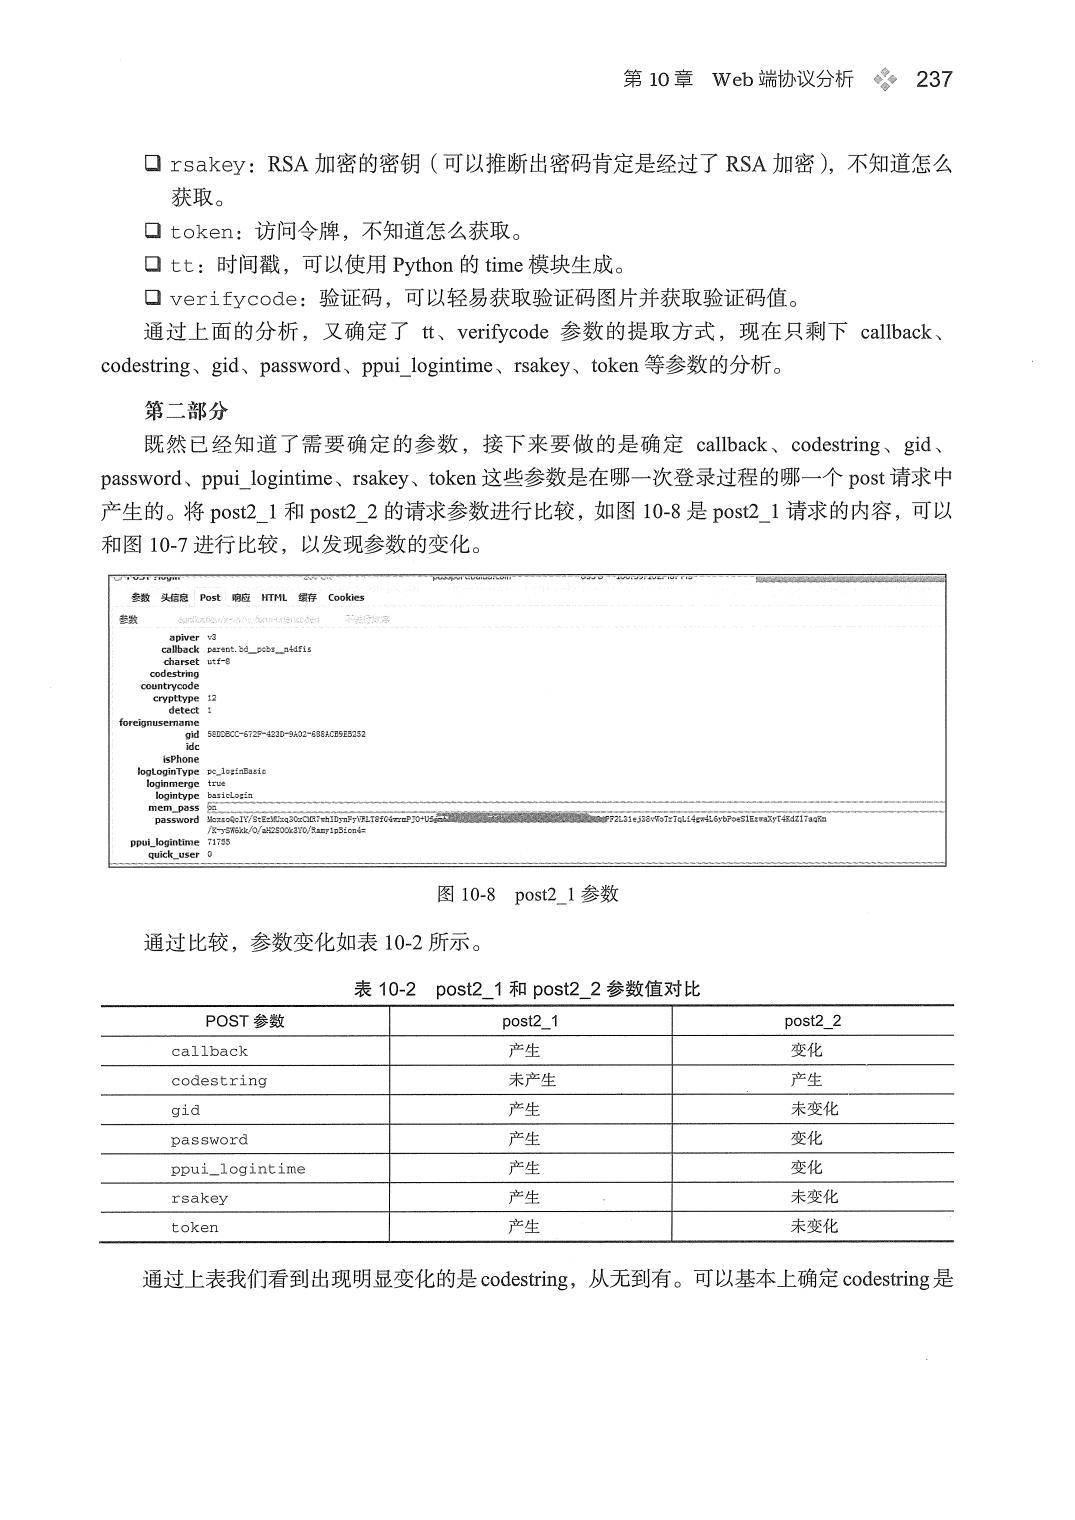 第 10 章 Web 端协议分析 237
❑ rsakey：RSA 加密的密钥（可以推断出密码肯定是经过了 RSA 加密），不知道怎么
获取。
❑ token：访问令牌，不知道怎么获取。
❑ tt：时间戳，可以使用 Python 的 time 模块生成。
❑ verifycode：验证码，可以轻易获取验证码图片并获取验证码值。
通过上面的分析，又确定了 tt、verifycode 参数的提取方式，现在只剩下 callback、
codestring、gid、password、ppui_logintime、rsakey、token 等参数的分析。
第二部分
既然已经知道了需要确定的参数，接下来要做的是确定 callback、codestring、gid、
password、ppui_logintime、rsakey、token 这些参数是在哪一次登录过程的哪一个 post 请求中
产生的。将 post2_1 和 post2_2 的请求参数进行比较，如图 10-8 是 post2_1 请求的内容，可以
和图 10-7 进行比较，以发现参数的变化。
参数 头信息 Post 响应 HTML 缓存 Cookies
参数
apiver v3
callback parent.bd__pcbs__n4dfis
charset utf-8
codestring
countrycode
crypttype 12
detect 1
foreignusername
gid 58DDBCC-672F-423D-9A02-688ACB9EB252
idc
isPhone
logLoginType pc_loginBasic
loginmerge true
logintype basicLogin
mem_pass on
password
ppui_logintime 71755
quick_user 0
图 10-8 post2_1 参数
通过比较，参数变化如表 10-2 所示。
表 10-2 post2_1 和 post2_2 参数值对比
POST 参数 post2_1 post2_2
callback 产生 变化
codestring 未产生 产生
gid 产生 未变化
password 产生 变化
ppui_logintime 产生 变化
rsakey 产生 未变化
token 产生 未变化
通过上表我们看到出现明显变化的是 codestring，从无到有。可以基本上确定 codestring 是